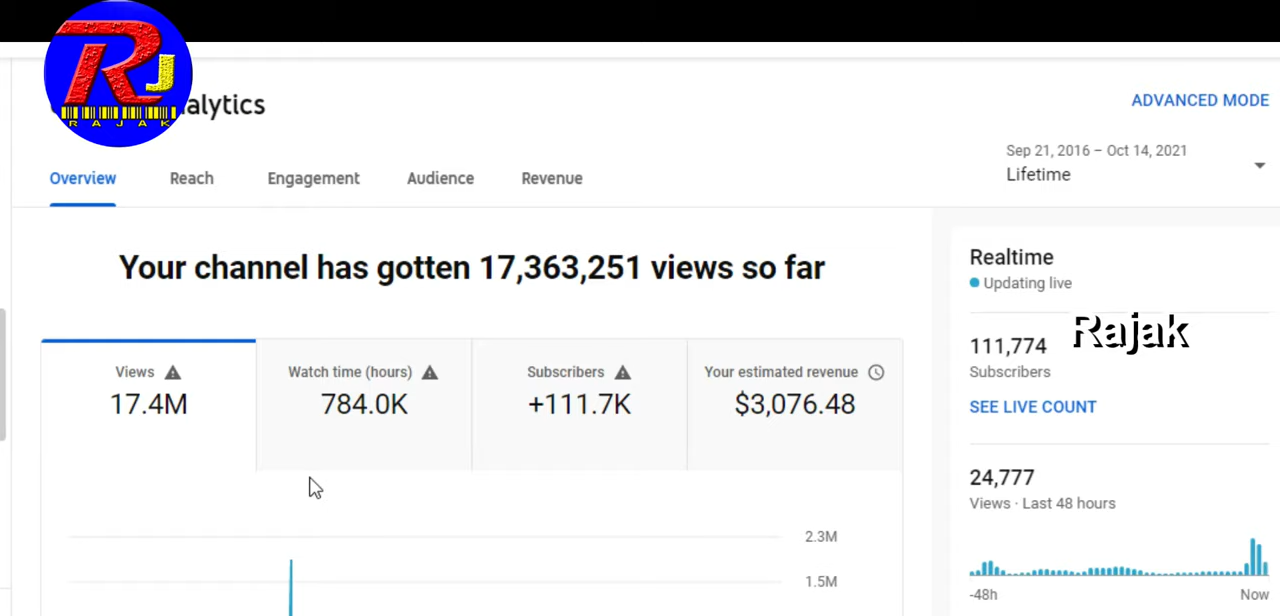 RJ
RAJAK
alytics
ADVANCED MODE
Sep 21, 2016 – Oct 14, 2021
Lifetime
Overview Reach Engagement Audience Revenue
Your channel has gotten 17,363,251 views so far
Realtime
Updating live
Rajak
111,774
Subscribers
SEE LIVE COUNT
Views Watch time (hours) Subscribers Your estimated revenue
17.4M 784.0K +111.7K $3,076.48
24,777
Views · Last 48 hours
2.3M
1.5M
-48h Now